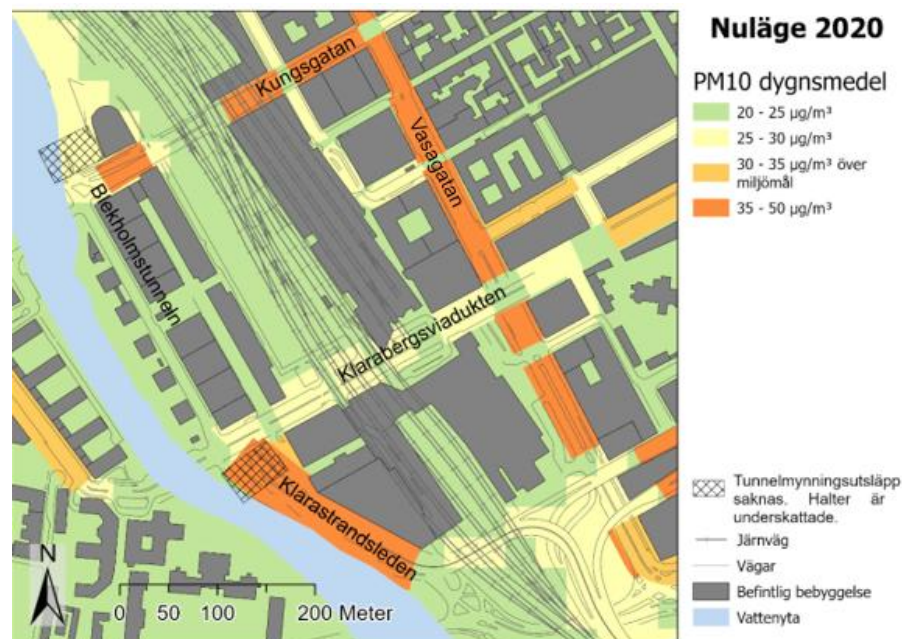 Nuläge 2020
PM10 dygnsmedel
20 - 25 µg/m³
25 - 30 µg/m³
30 - 35 µg/m³ över
miljömål
35 - 50 µg/m³
Kungsgatan
Vasagatan
Blekholmstunneln
Klarabergsviadukten
Klarastrandsleden
N
0 50 100 200 Meter
Tunnelmynningsutsläpp
saknas. Halter är
underskattade.
Järnväg
Vägar
Befintlig bebyggelse
Vattenyta